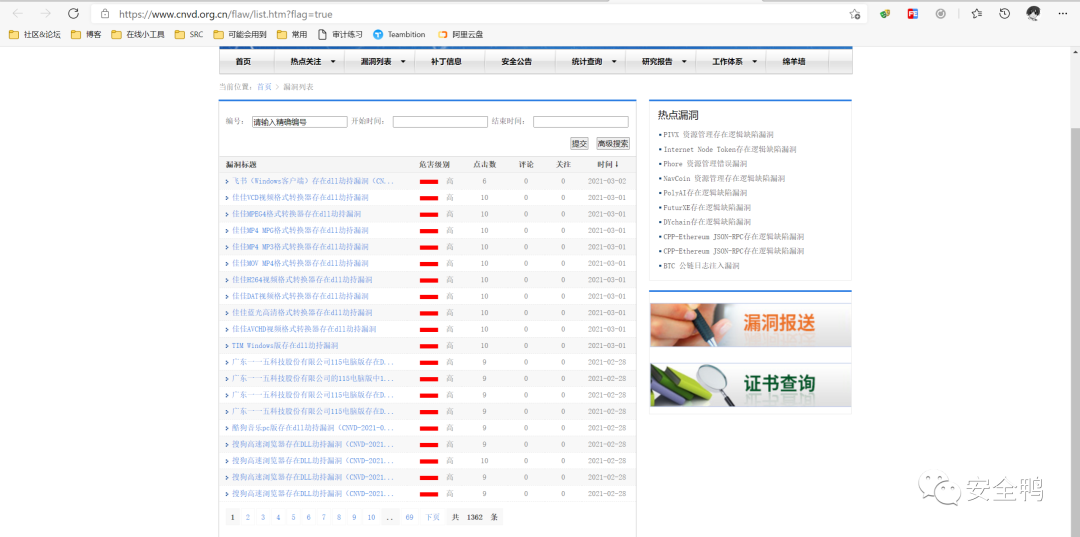 https://www.cnvd.org.cn/flaw/list.htm?flag=true
社区&论坛 博客 在线小工具 SRC 可能会用到 常用 审计练习 Teambition 阿里云盘
首页 热点关注 漏洞列表 补丁信息 安全公告 统计查询 研究报告 工作体系 绵羊墙
当前位置: 首页 > 漏洞列表
编号: 请输入精确编号 开始时间: 结束时间:
提交 高级搜索
漏洞标题 危害级别 点击数 评论 关注 时间↓
飞书（Windows客户端）存在dll劫持漏洞（CN... 高 6 0 0 2021-03-02
佳佳VCD视频格式转换器存在dll劫持漏洞 高 10 0 0 2021-03-01
佳佳MPEG4格式转换器存在dll劫持漏洞 高 10 0 0 2021-03-01
佳佳MP4 MPG格式转换器存在dll劫持漏洞 高 10 0 0 2021-03-01
佳佳MP4 MP3格式转换器存在dll劫持漏洞 高 10 0 0 2021-03-01
佳佳MOV MP4格式转换器存在dll劫持漏洞 高 10 0 0 2021-03-01
佳佳H264视频格式转换器存在dll劫持漏洞 高 10 0 0 2021-03-01
佳佳DAT视频格式转换器存在dll劫持漏洞 高 10 0 0 2021-03-01
佳佳蓝光高清格式转换器存在dll劫持漏洞 高 10 0 0 2021-03-01
佳佳AVCHD视频格式转换器存在dll劫持漏洞 高 10 0 0 2021-03-01
TIM Windows版存在dll劫持漏洞 高 10 0 0 2021-03-01
广东一一五科技股份有限公司115电脑版存在D... 高 9 0 0 2021-02-28
广东一一五科技股份有限公司的115电脑版中1... 高 9 0 0 2021-02-28
广东一一五科技股份有限公司115电脑版存在D... 高 9 0 0 2021-02-28
广东一一五科技股份有限公司115电脑版存在D... 高 9 0 0 2021-02-28
酷狗音乐pc版存在dll劫持漏洞（CNVD-2021-0... 高 9 0 0 2021-02-28
搜狗高速浏览器存在DLL劫持漏洞（CNVD-2021... 高 9 0 0 2021-02-28
搜狗高速浏览器存在DLL劫持漏洞（CNVD-2021... 高 10 0 0 2021-02-28
搜狗高速浏览器存在DLL劫持漏洞（CNVD-2021... 高 9 0 0 2021-02-28
搜狗高速浏览器存在DLL劫持漏洞（CNVD-2021... 高 9 0 0 2021-02-28
1 2 3 4 5 6 7 8 9 10 .. 69 下页 共 1362 条
热点漏洞
PIVX 资源管理存在逻辑缺陷漏洞
Internet Node Token存在逻辑缺陷漏洞
Phore 资源管理错误漏洞
NavCoin 资源管理存在逻辑缺陷漏洞
PolyAI存在逻辑缺陷漏洞
FuturXE存在逻辑缺陷漏洞
DYchain存在逻辑缺陷漏洞
CPP-Ethereum JSON-RPC存在逻辑缺陷漏洞
CPP-Ethereum JSON-RPC存在逻辑缺陷漏洞
BTC 公链日志注入漏洞
漏洞报送
证书查询
安全鸭